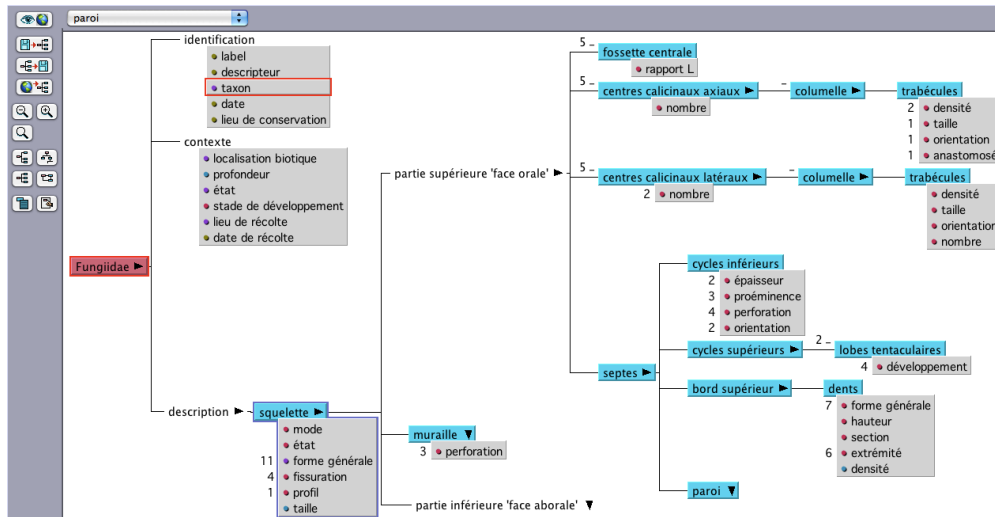 paroi
identification
label
descripteur
taxon
date
lieu de conservation
contexte
localisation biotique
profondeur
état
stade de développement
lieu de récolte
date de récolte
Fungiidae
description
squelette
mode
état
11 forme générale
4 fissuration
1 profil
taille
partie supérieure 'face orale'
muraille
3 perforation
partie inférieure 'face aborale'
5 – fossette centrale
rapport L
5 – centres calicinaux axiaux
nombre
– columelle
trabécules
2 densité
1 taille
1 orientation
1 anastomosé
5 – centres calicinaux latéraux
2 nombre
– columelle
trabécules
densité
taille
orientation
nombre
septes
cycles inférieurs
2 épaisseur
3 proéminence
4 perforation
2 orientation
cycles supérieurs
2 – lobes tentaculaires
4 développement
bord supérieur
dents
7 forme générale
hauteur
section
6 extrémité
densité
paroi